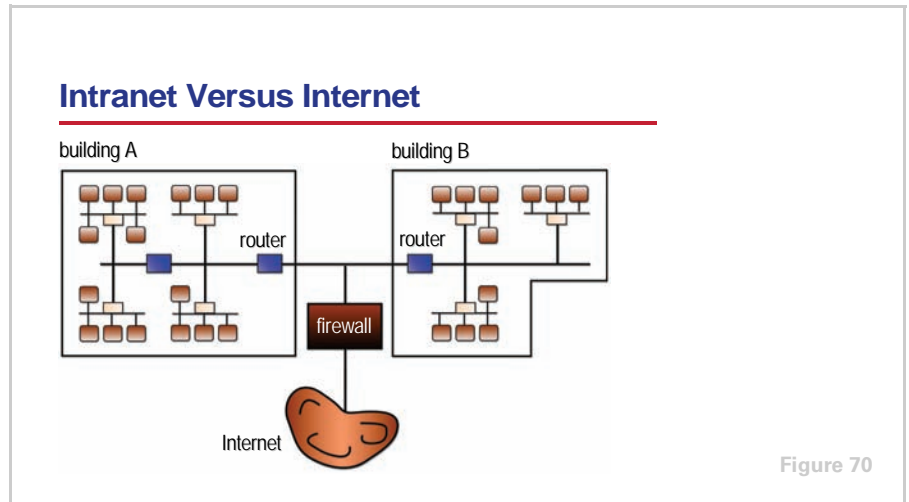 Intranet Versus Internet
building A
building B
router
router
firewall
Internet
Figure 70